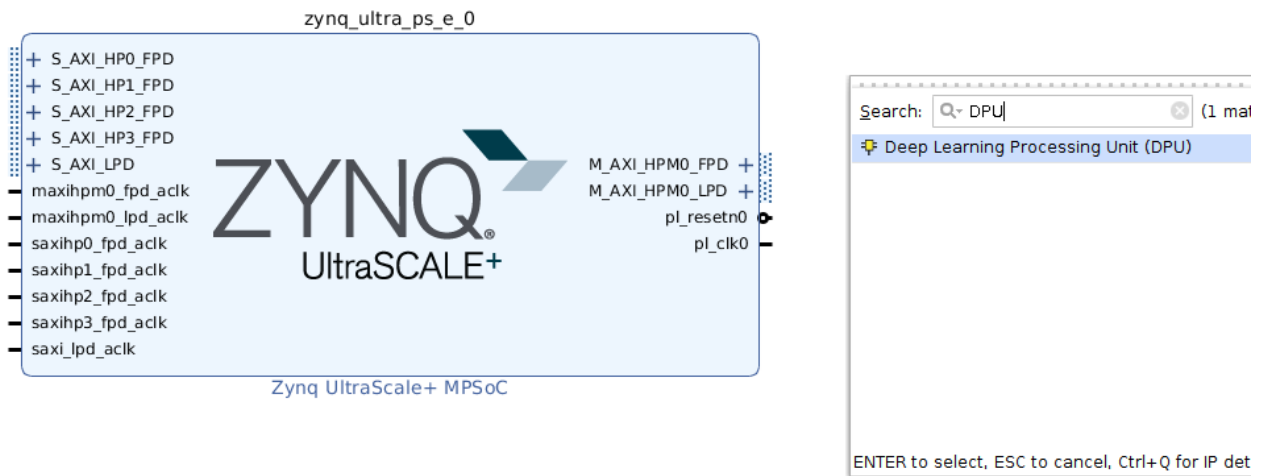 zynq_ultra_ps_e_0
S_AXI_HP0_FPD
S_AXI_HP1_FPD
S_AXI_HP2_FPD
S_AXI_HP3_FPD
S_AXI_LPD
maxihpm0_fpd_aclk
maxihpm0_lpd_aclk
saxihp0_fpd_aclk
saxihp1_fpd_aclk
saxihp2_fpd_aclk
saxihp3_fpd_aclk
saxi_lpd_aclk
ZYNQ®
UltraSCALE+
M_AXI_HPM0_FPD
M_AXI_HPM0_LPD
pl_resetn0
pl_clk0
Zynq UltraScale+ MPSoC
Search: DPU (1 mat
Deep Learning Processing Unit (DPU)
ENTER to select, ESC to cancel, Ctrl+Q for IP det